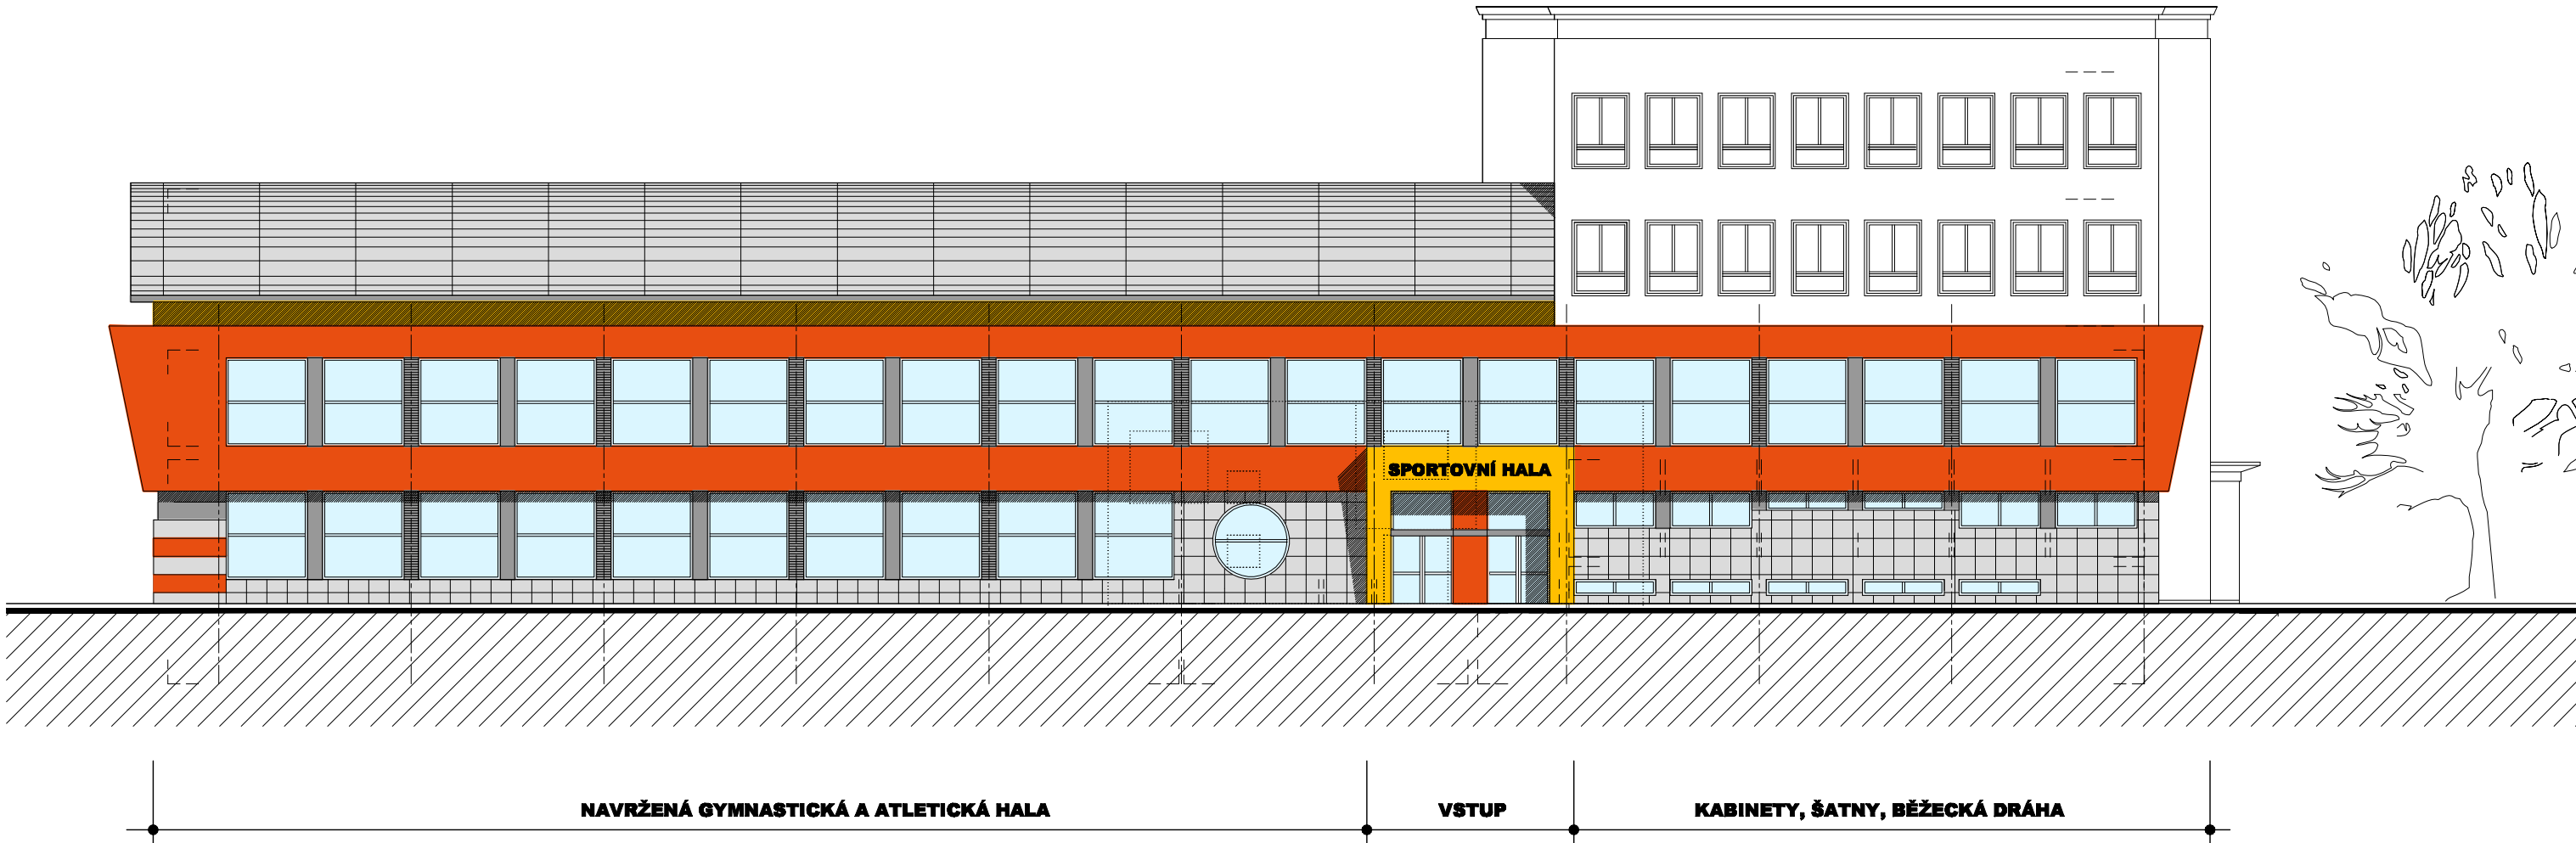 SPORTOVNÍ HALA
NAVRŽENÁ GYMNASTICKÁ A ATLETICKÁ HALA
VSTUP
KABINETY, ŠATNY, BĚŽECKÁ DRÁHA